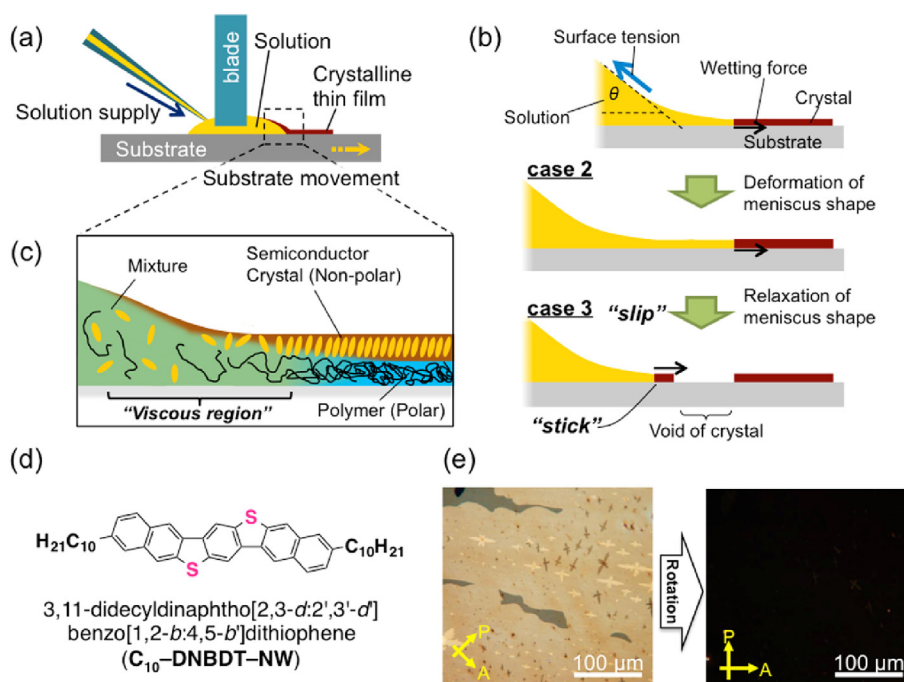 (a)
blade
Solution
Crystalline
thin film
Solution supply
Substrate
Substrate movement
(b)
Surface tension
Wetting force
θ
Solution
Crystal
Substrate
case 2
Deformation of
meniscus shape
case 3
"slip"
Relaxation of
meniscus shape
"stick"
Void of crystal
(c)
Mixture
Semiconductor
Crystal (Non-polar)
"Viscous region"
Polymer (Polar)
(d)
S
H21C10
C10H21
S
3,11-didecyldinaphtho[2,3-d:2',3'-d']
benzo[1,2-b:4,5-b']dithiophene
(C10–DNBDT–NW)
(e)
P
A
100 µm
Rotation
P
A
100 µm